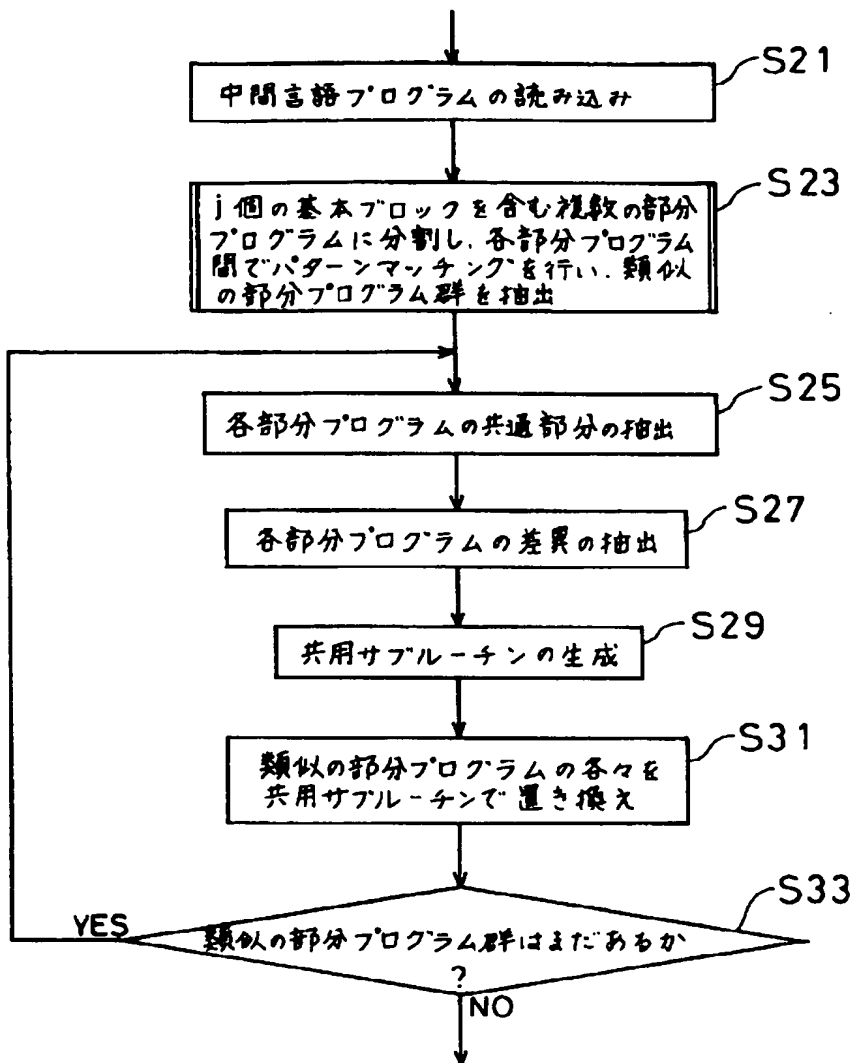 S21
中間言語プログラムの読み込み
S23
j個の基本ブロックを含む複数の部分
プログラムに分割し、各部分プログラム
間でパターンマッチングを行い、類似
の部分プログラム群を抽出
S25
各部分プログラムの共通部分の抽出
S27
各部分プログラムの差異の抽出
S29
共用サブルーチンの生成
S31
類似の部分プログラムの各々を
共用サブルーチンで置き換え
S33
YES
類似の部分プログラム群はまだあるか
?
NO